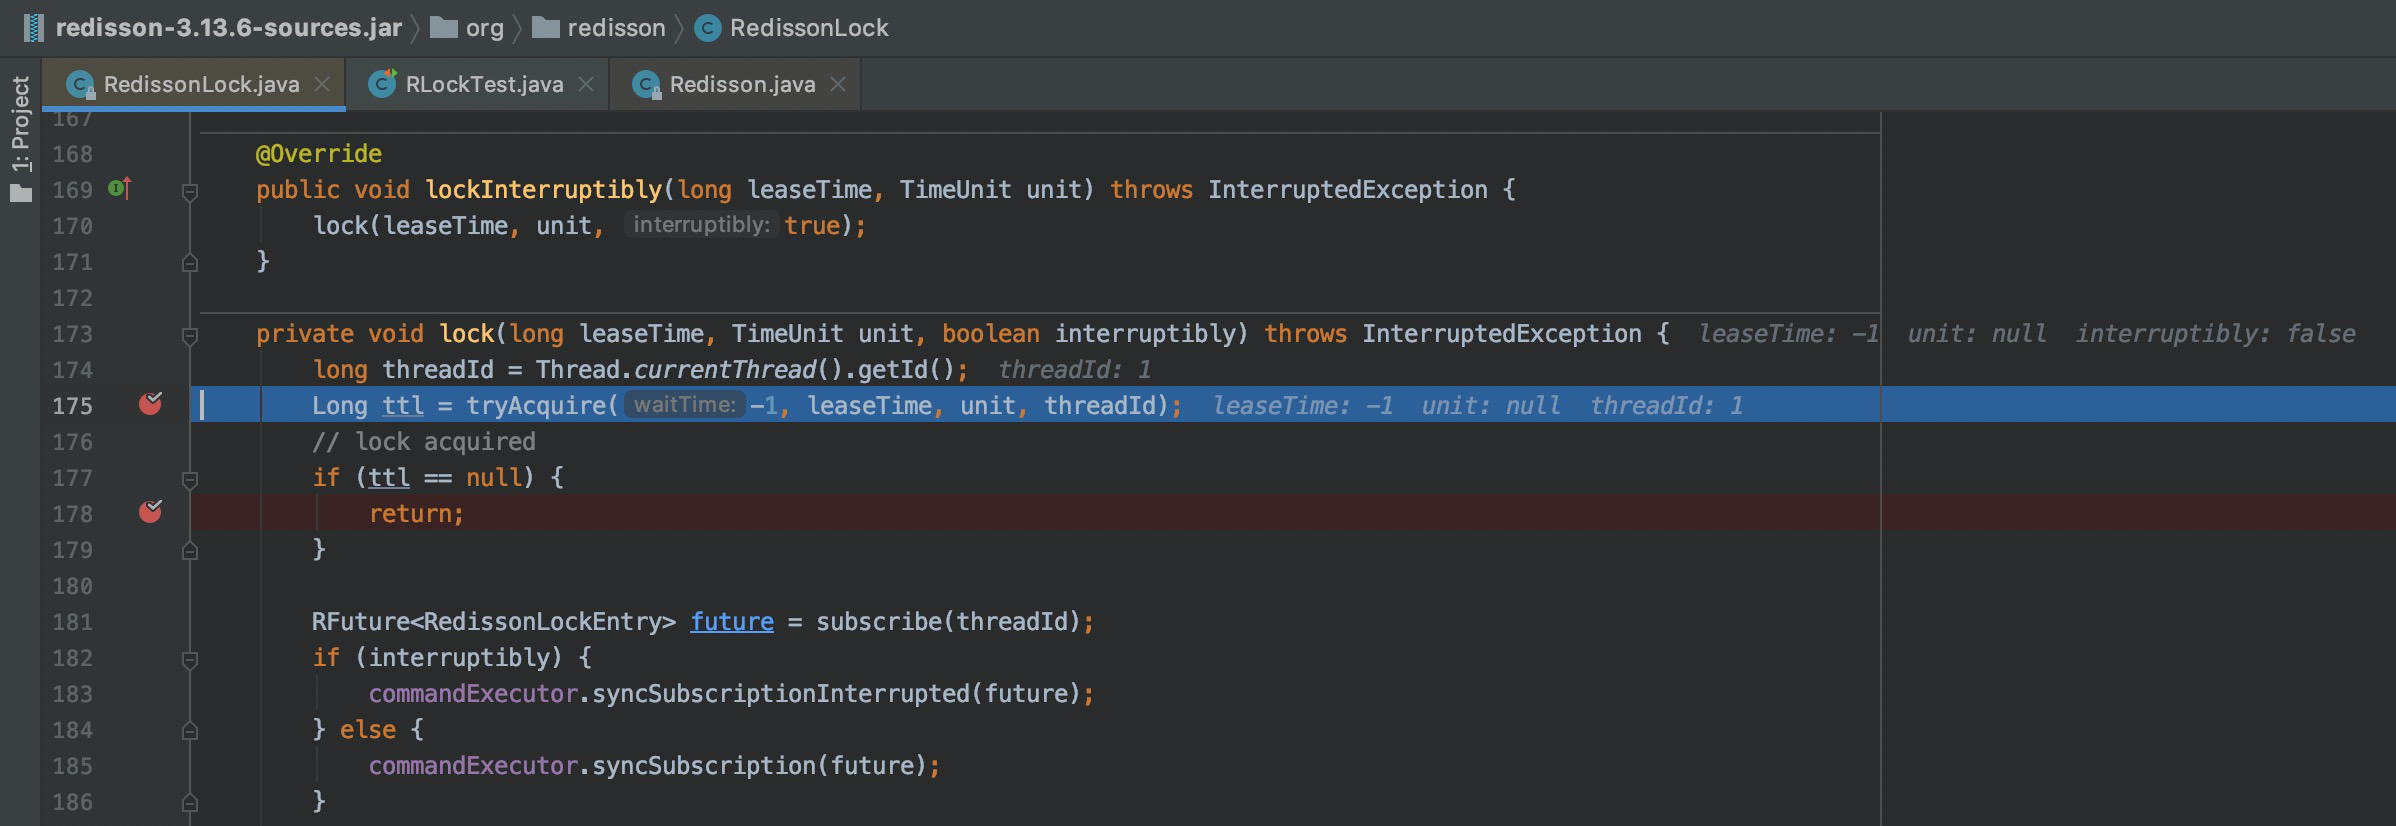 redisson-3.13.6-sources.jar org redisson RedissonLock
RedissonLock.java RLockTest.java Redisson.java
1: Project
167
168 @Override
169 public void lockInterruptibly(long leaseTime, TimeUnit unit) throws InterruptedException {
170 lock(leaseTime, unit, interruptibly: true);
171 }
172
173 private void lock(long leaseTime, TimeUnit unit, boolean interruptibly) throws InterruptedException { leaseTime: -1 unit: null interruptibly: false
174 long threadId = Thread.currentThread().getId(); threadId: 1
175 Long ttl = tryAcquire( waitTime: -1, leaseTime, unit, threadId); leaseTime: -1 unit: null threadId: 1
176 // lock acquired
177 if (ttl == null) {
178 return;
179 }
180
181 RFuture<RedissonLockEntry> future = subscribe(threadId);
182 if (interruptibly) {
183 commandExecutor.syncSubscriptionInterrupted(future);
184 } else {
185 commandExecutor.syncSubscription(future);
186 }